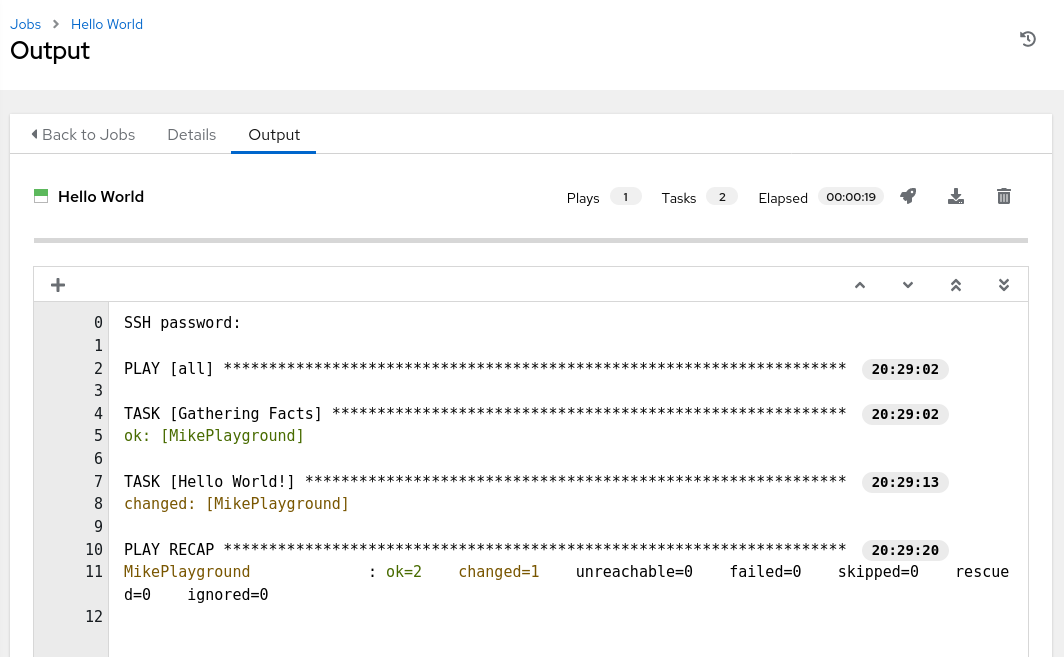 Jobs > Hello World
Output
Back to Jobs Details Output
Hello World Plays 1 Tasks 2 Elapsed 00:00:19
0 SSH password:
1
2 PLAY [all] ********************************************************************* 20:29:02
3
4 TASK [Gathering Facts] ********************************************************* 20:29:02
5 ok: [MikePlayground]
6
7 TASK [Hello World!] ************************************************************ 20:29:13
8 changed: [MikePlayground]
9
10 PLAY RECAP ********************************************************************* 20:29:20
11 MikePlayground : ok=2 changed=1 unreachable=0 failed=0 skipped=0 rescue
d=0 ignored=0
12